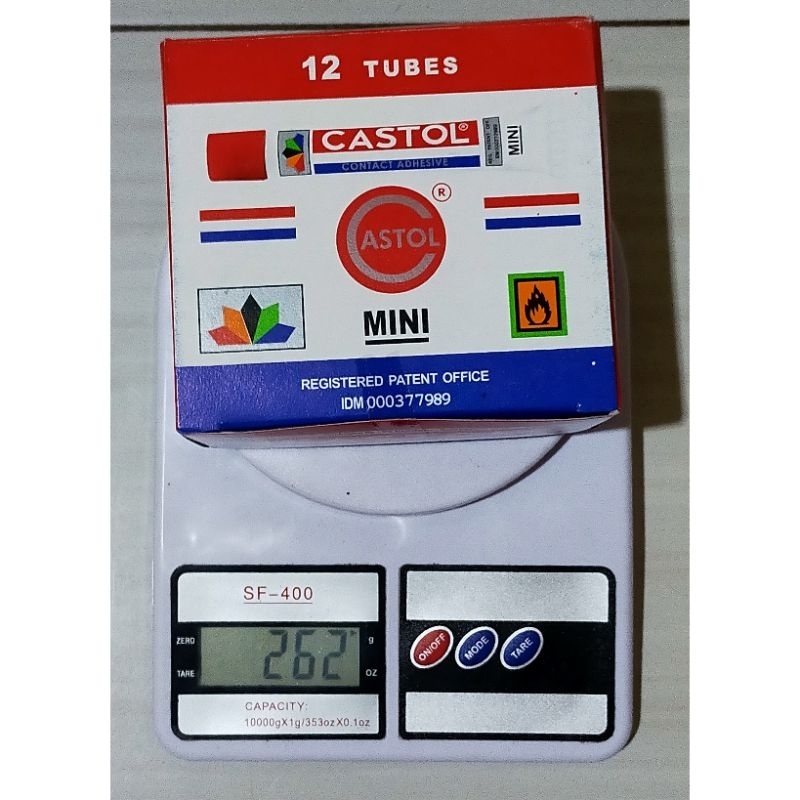 12 TUBES
CASTOL®
CONTACT ADHESIVE
MINI
®
CASTOL
MINI
REGISTERED PATENT OFFICE
IDM 000377989
SF-400
ZERO
262
g
TARE
OZ
ON/OFF
MODE
TARE
CAPACITY:
10000gX1g/353ozX0.1oz